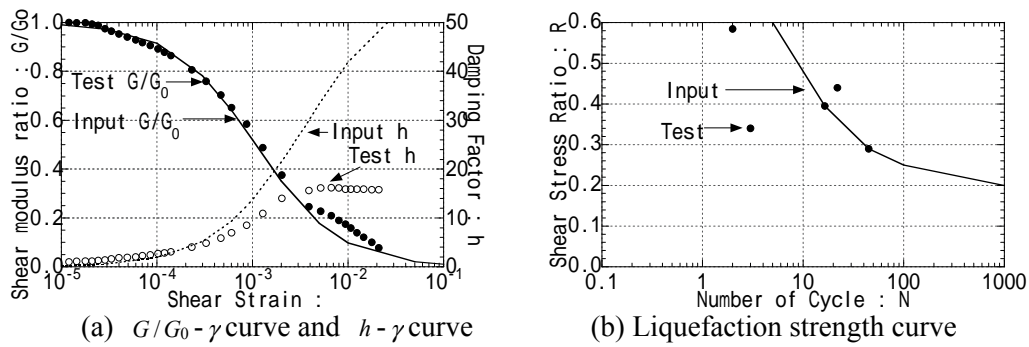 Shear modulus ratio : G/Go
1.0
0.8
0.6
0.4
0.2
0.0
50
40
30
20
10
0
Damping Factor : h
Test G/G0
Input G/G0
Input h
Test h
10-5
10-4
10-3
10-2
10-1
Shear Strain :
(a) G/G0 - γ curve and h - γ curve
Shear Stress Ratio : R
0.6
0.5
0.4
0.3
0.2
0.1
0.0
Input
Test
0.1
1
10
100
1000
Number of Cycle : N
(b) Liquefaction strength curve